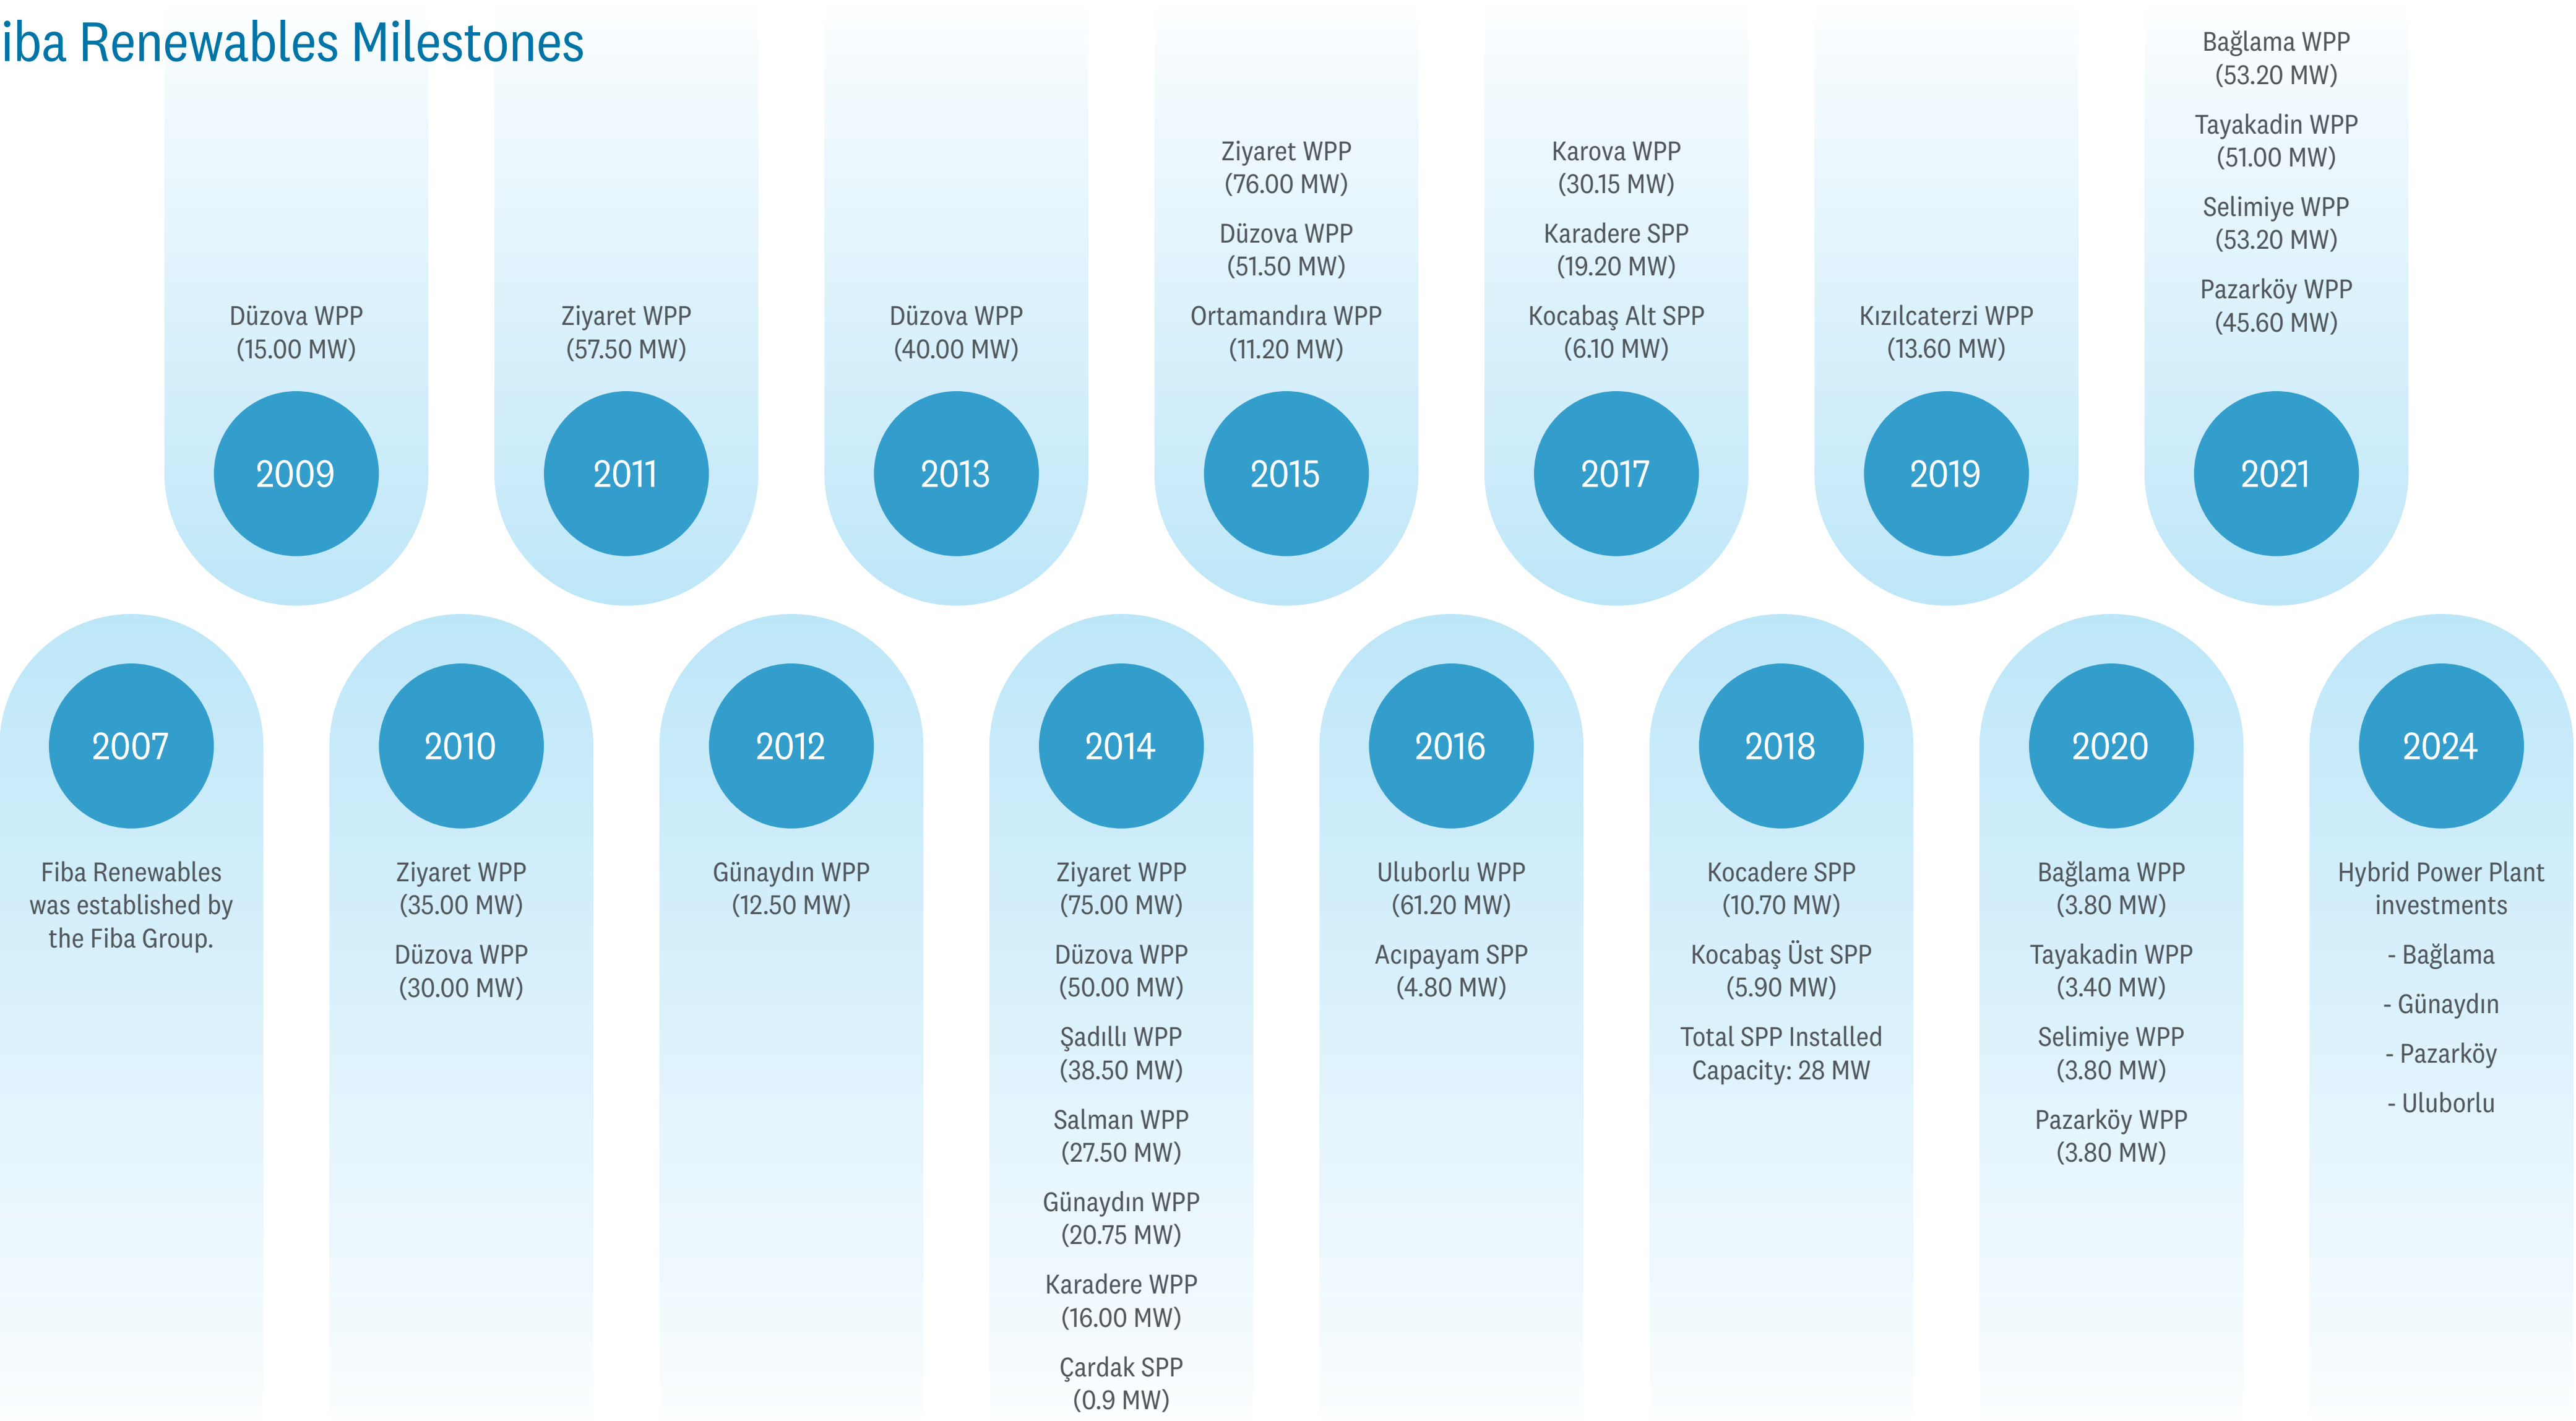 iba Renewables Milestones
Düzova WPP
(15.00 MW)
2009
Ziyaret WPP
(57.50 MW)
2011
Düzova WPP
(40.00 MW)
2013
Ziyaret WPP
(76.00 MW)
Düzova WPP
(51.50 MW)
Ortamandıra WPP
(11.20 MW)
2015
Karova WPP
(30.15 MW)
Karadere SPP
(19.20 MW)
Kocabaş Alt SPP
(6.10 MW)
2017
Kızılcaterzi WPP
(13.60 MW)
2019
Bağlama WPP
(53.20 MW)
Tayakadin WPP
(51.00 MW)
Selimiye WPP
(53.20 MW)
Pazarköy WPP
(45.60 MW)
2021
2007
Fiba Renewables
was established by
the Fiba Group.
2010
Ziyaret WPP
(35.00 MW)
Düzova WPP
(30.00 MW)
2012
Günaydın WPP
(12.50 MW)
2014
Ziyaret WPP
(75.00 MW)
Düzova WPP
(50.00 MW)
Şadıllı WPP
(38.50 MW)
Salman WPP
(27.50 MW)
Günaydın WPP
(20.75 MW)
Karadere WPP
(16.00 MW)
Çardak SPP
(0.9 MW)
2016
Uluborlu WPP
(61.20 MW)
Acıpayam SPP
(4.80 MW)
2018
Kocadere SPP
(10.70 MW)
Kocabaş Üst SPP
(5.90 MW)
Total SPP Installed
Capacity: 28 MW
2020
Bağlama WPP
(3.80 MW)
Tayakadin WPP
(3.40 MW)
Selimiye WPP
(3.80 MW)
Pazarköy WPP
(3.80 MW)
2024
Hybrid Power Plant
investments
- Bağlama
- Günaydın
- Pazarköy
- Uluborlu